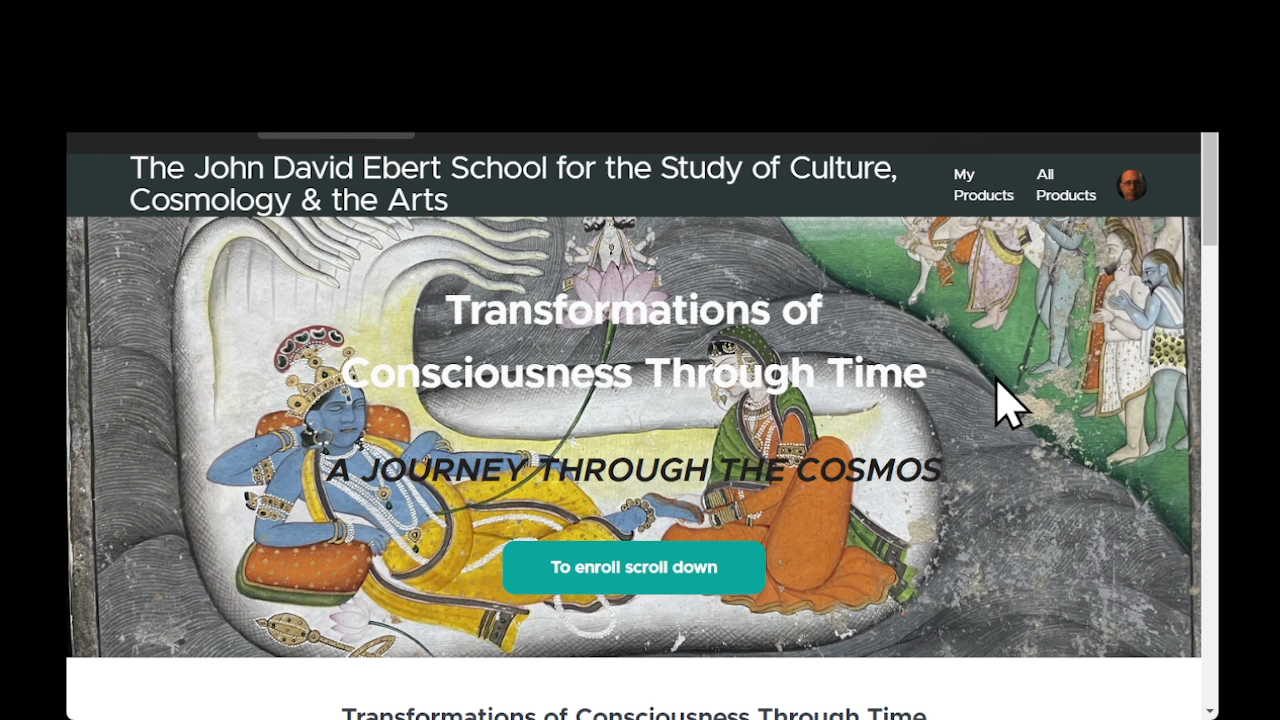 The John David Ebert School for the Study of Culture,
Cosmology & the Arts
My
Products
All
Products
Transformations of
Consciousness Through Time
A JOURNEY THROUGH THE COSMOS
To enroll scroll down
Transformations of Consciousness Through Time